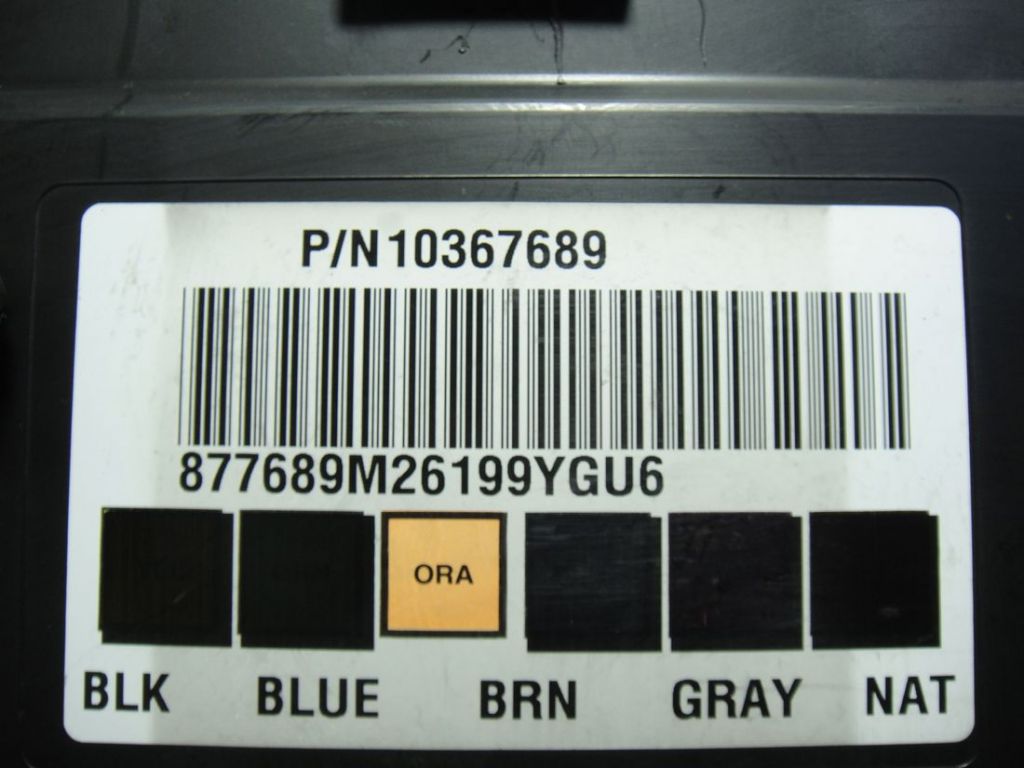 P/N10367689
877689M26199YGU6
ORA
BLK BLUE BRN GRAY NAT